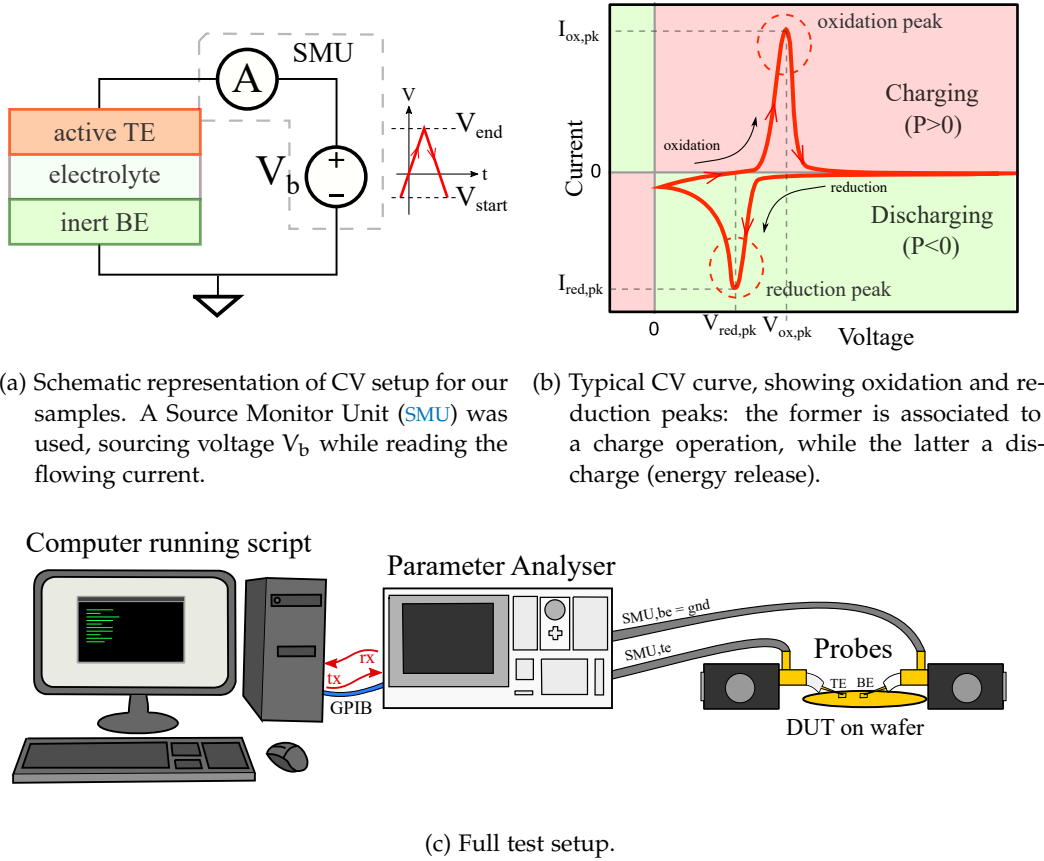 SMU
A
V
V_end
t
V_start
active TE
electrolyte
inert BE
V_b
+
−
I_ox,pk
oxidation peak
Charging
(P>0)
oxidation
Current
0
reduction
Discharging
(P<0)
I_red,pk
reduction peak
0
V_red,pk
V_ox,pk
Voltage
(a) Schematic representation of CV setup for our
samples. A Source Monitor Unit (SMU) was
used, sourcing voltage V_b while reading the
flowing current.
(b) Typical CV curve, showing oxidation and re-
duction peaks: the former is associated to
a charge operation, while the latter a dis-
charge (energy release).
Computer running script
Parameter Analyser
SMU,be = gnd
SMU,te
rx
tx
GPIB
Probes
TE
BE
DUT on wafer
(c) Full test setup.